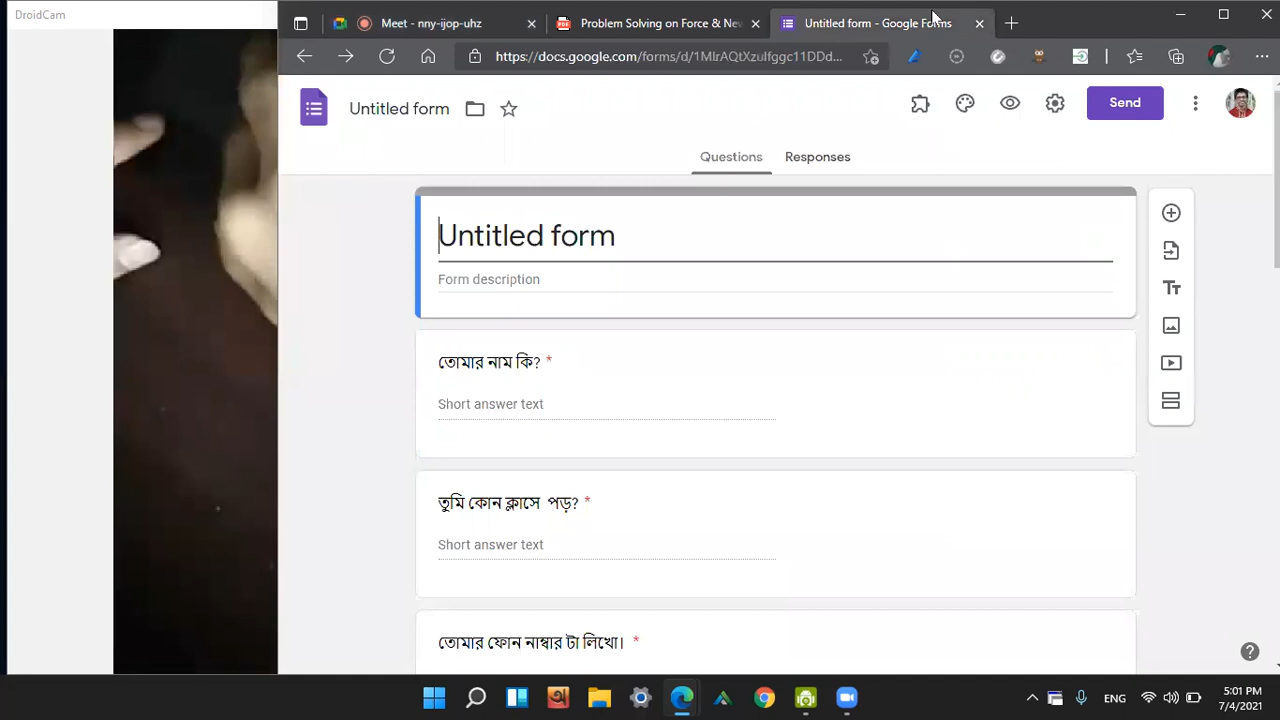 DroidCam
Meet - nny-ijop-uhz
Problem Solving on Force & Nev
Untitled form - Google Forms
https://docs.google.com/forms/d/1MlrAQtXzulfggc11DDd...
Untitled form
Send
Questions
Responses
Untitled form
Form description
তোমার নাম কি? *
Short answer text
তুমি কোন ক্লাসে পড়? *
Short answer text
তোমার ফোন নাম্বার টা লিখো। *
ENG
5:01 PM
7/4/2021